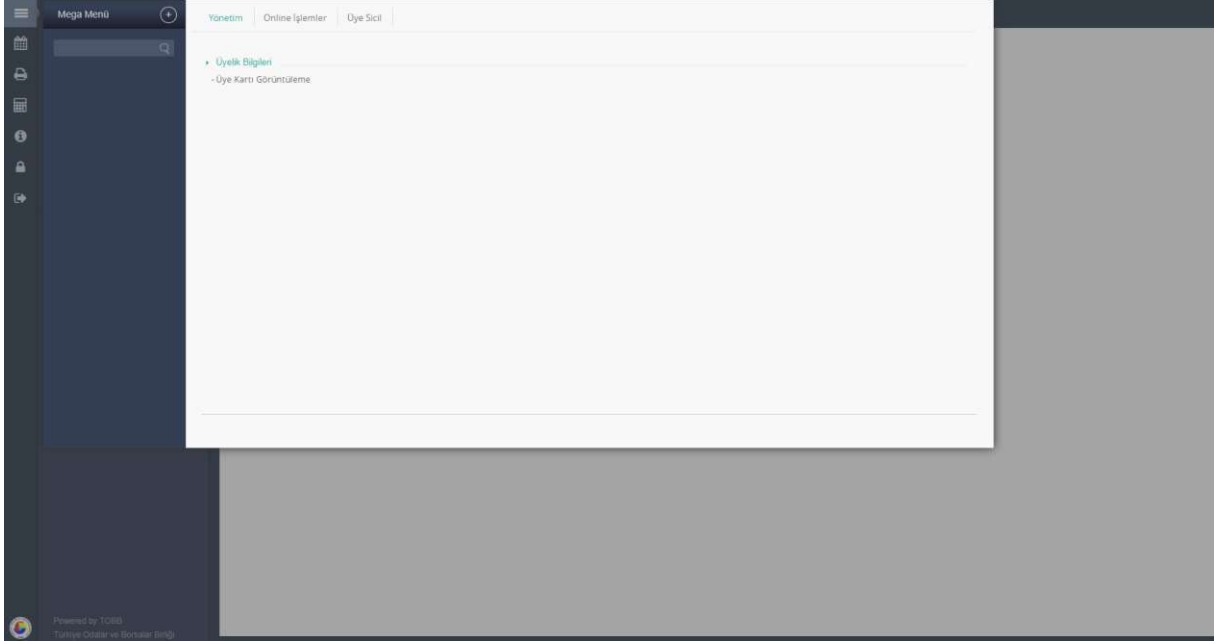 Mega Menü
Yönetim
Online İşlemler
Üye Sicil
Üyelik Bilgileri
- Üye Kartı Görüntüleme
Powered by TOBB
Türkiye Odalar ve Borsalar Birliği